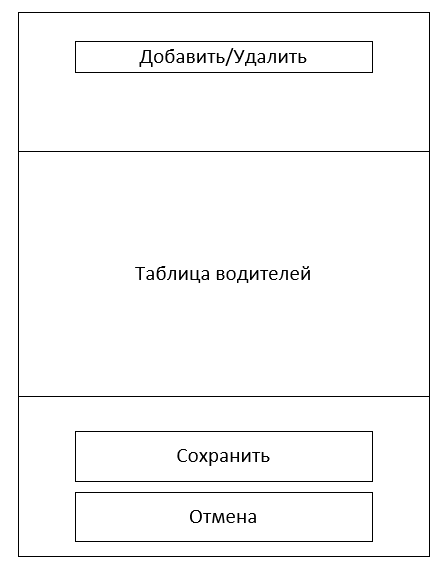 Добавить/Удалить
Таблица водителей
Сохранить
Отмена